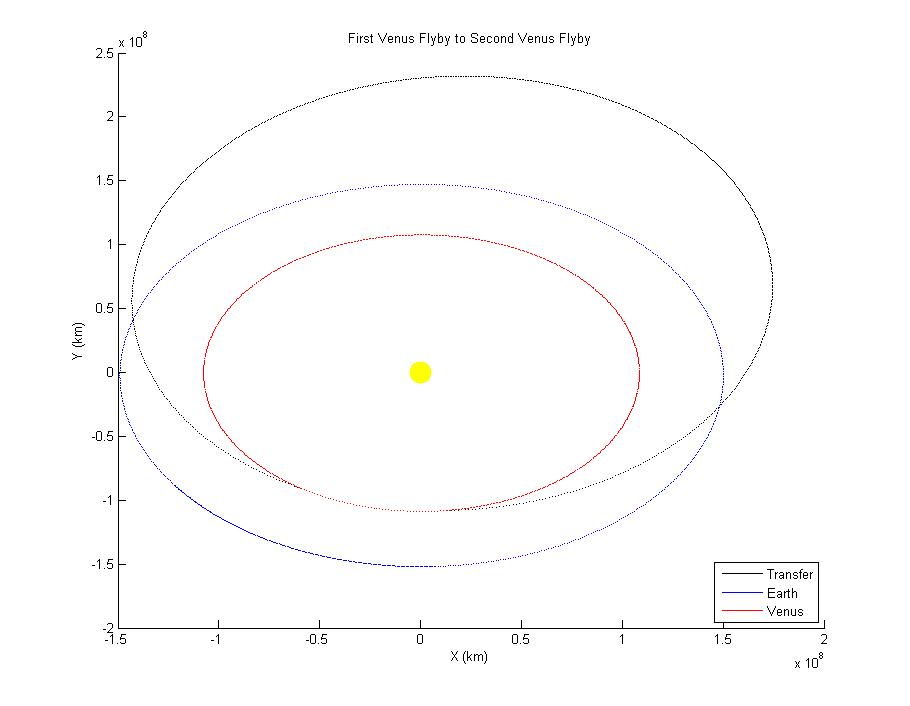 First Venus Flyby to Second Venus Flyby
x 10^8
2.5
2
1.5
1
0.5
0
-0.5
-1
-1.5
-2
Y (km)
-1.5
-1
-0.5
0
0.5
1
1.5
2
X (km)
x 10^8
Transfer
Earth
Venus